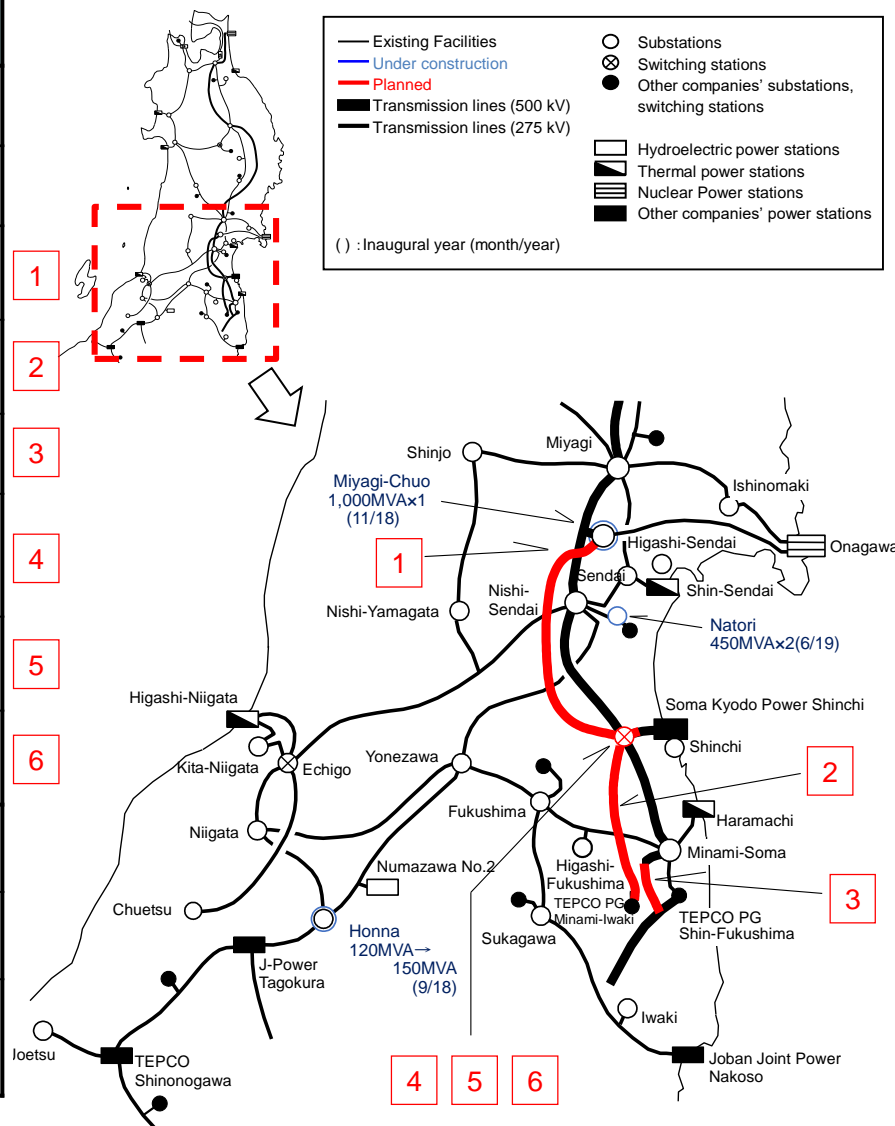 Existing Facilities
Under construction
Planned
Transmission lines (500 kV)
Transmission lines (275 kV)
Substations
Switching stations
Other companies' substations,
switching stations
Hydroelectric power stations
Thermal power stations
Nuclear Power stations
Other companies' power stations
( ) : Inaugural year (month/year)
1
2
3
4
5
6
Miyagi
Shinjo
Miyagi-Chuo
1,000MVA×1
(11/18)
Ishinomaki
1
Higashi-Sendai
Onagawa
Sendai
Nishi-
Sendai
Shin-Sendai
Nishi-Yamagata
Natori
450MVA×2(6/19)
Higashi-Niigata
Soma Kyodo Power Shinchi
Shinchi
Kita-Niigata
Echigo
Yonezawa
2
Fukushima
Haramachi
Niigata
Minami-Soma
Higashi-
Fukushima
Numazawa No.2
3
TEPCO PG
Minami-Iwaki
Chuetsu
Sukagawa
TEPCO PG
Shin-Fukushima
Honna
120MVA→
150MVA
(9/18)
J-Power
Tagokura
Iwaki
Joetsu
TEPCO
Shinonogawa
Joban Joint Power
Nakoso
4
5
6